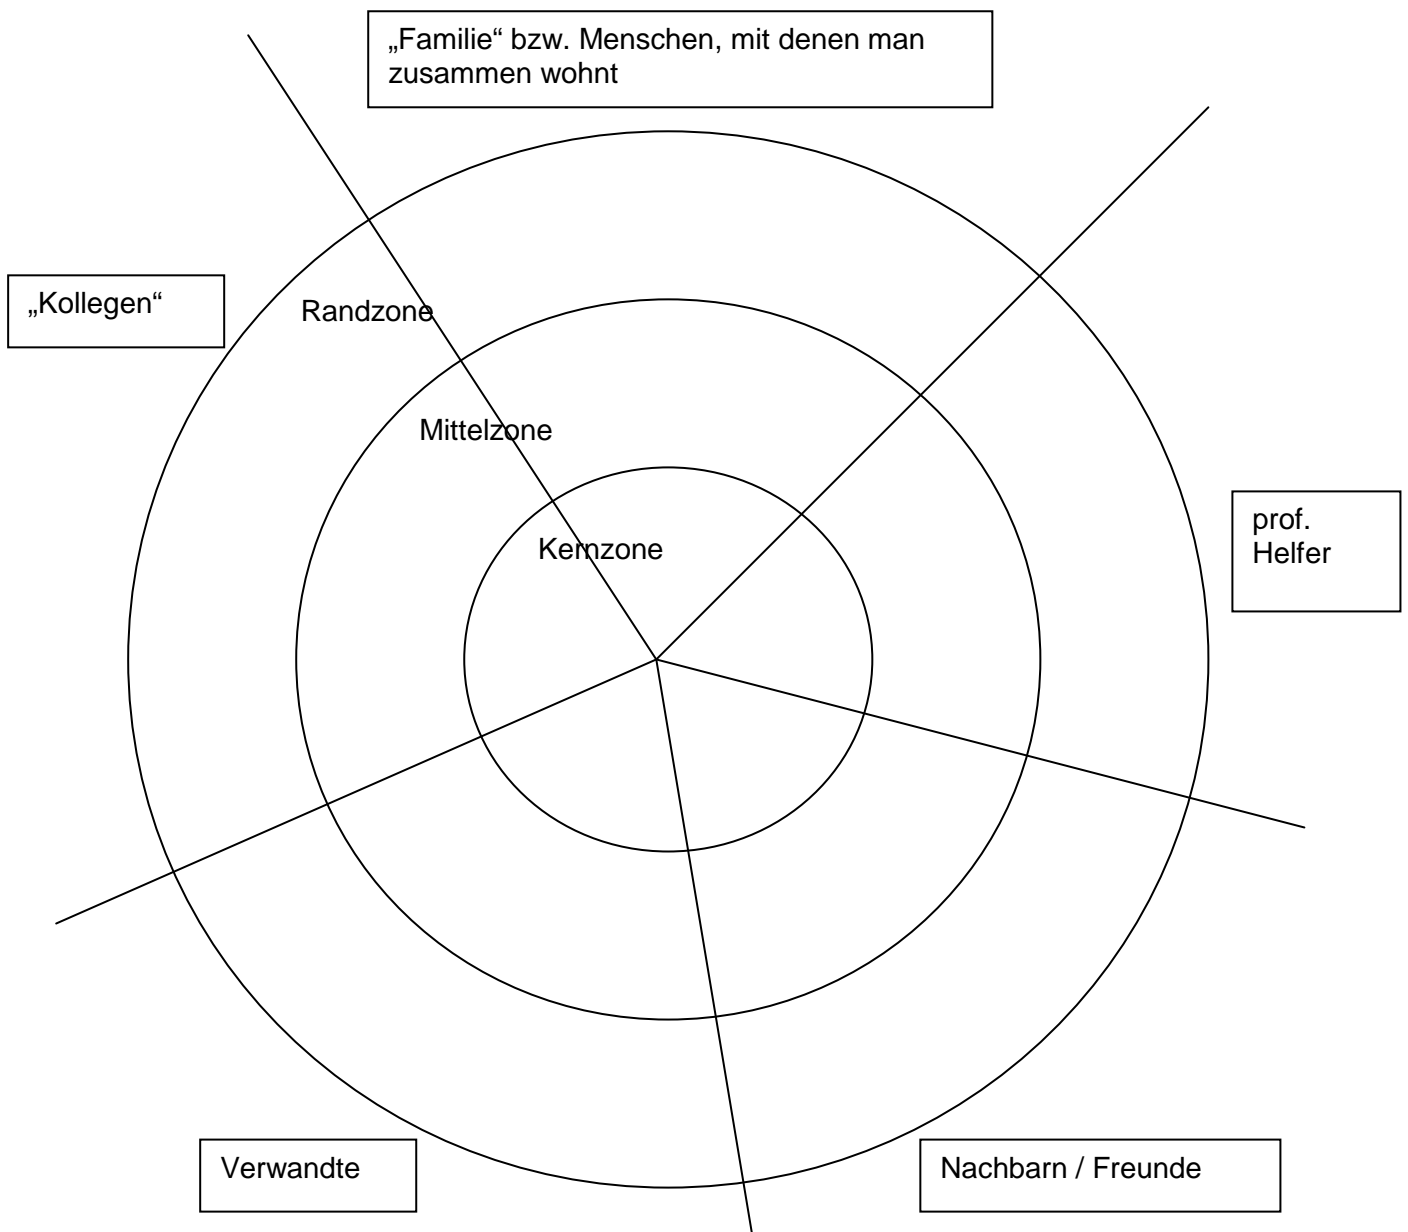 „Familie“ bzw. Menschen, mit denen man
zusammen wohnt
„Kollegen“
Randzone
Mittelzone
Kernzone
prof.
Helfer
Verwandte
Nachbarn / Freunde